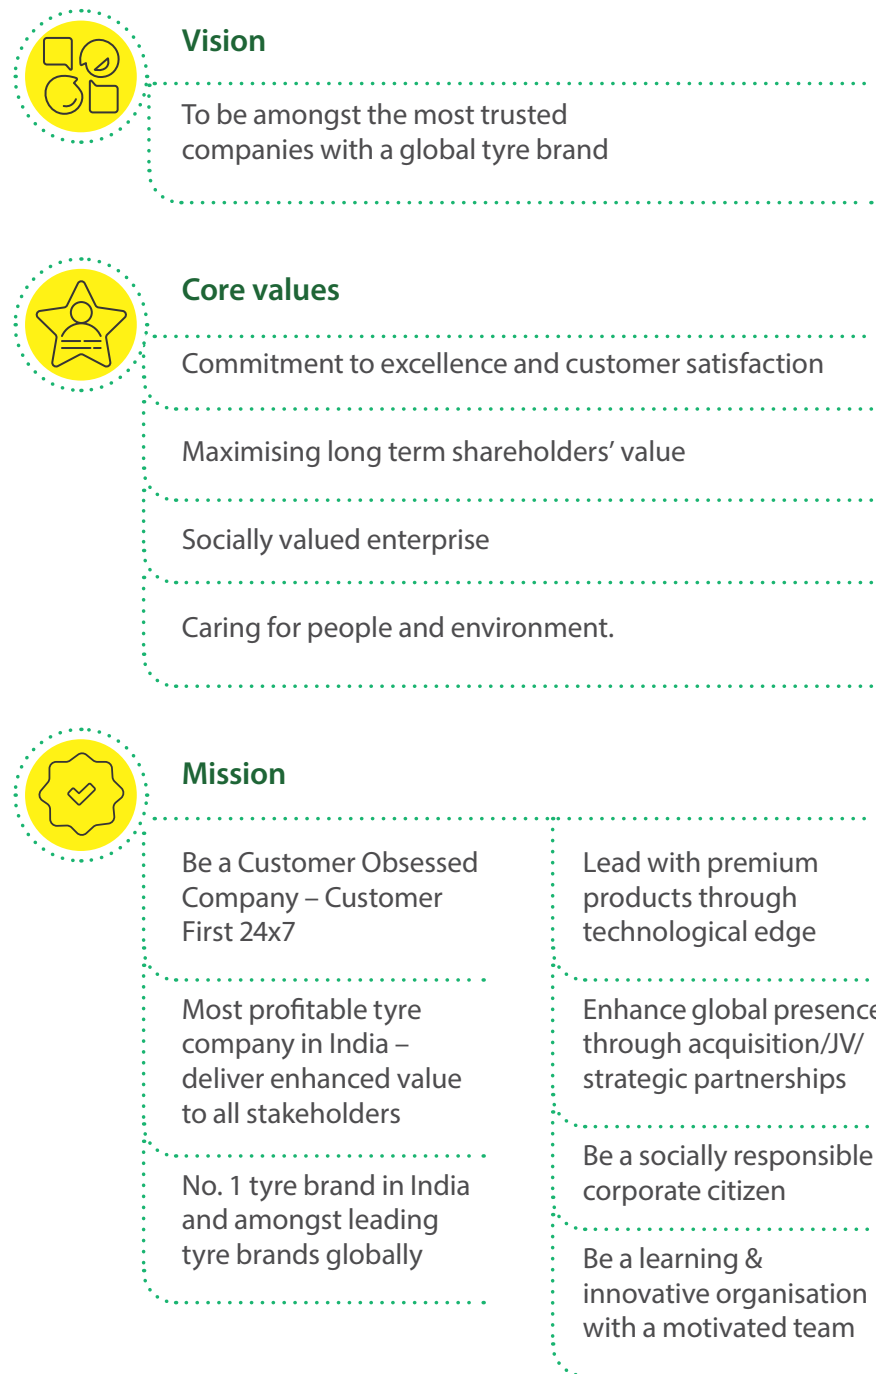 Vision
To be amongst the most trusted
companies with a global tyre brand
Core values
Commitment to excellence and customer satisfaction
Maximising long term shareholders’ value
Socially valued enterprise
Caring for people and environment.
Mission
Be a Customer Obsessed
Company – Customer
First 24x7
Most profitable tyre
company in India –
deliver enhanced value
to all stakeholders
No. 1 tyre brand in India
and amongst leading
tyre brands globally
Lead with premium
products through
technological edge
Enhance global presence
through acquisition/JV/
strategic partnerships
Be a socially responsible
corporate citizen
Be a learning &
innovative organisation
with a motivated team